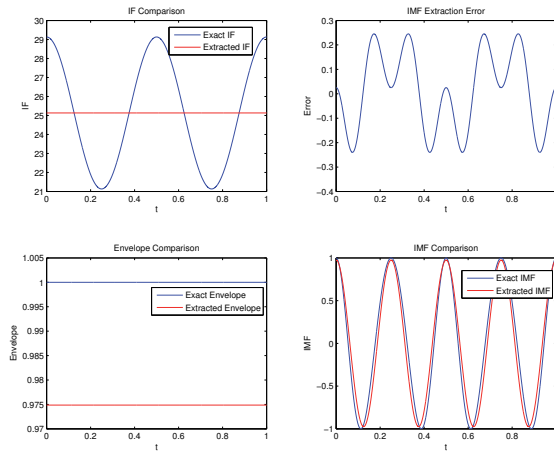 IF Comparison
30
29
28
27
26
25
24
23
22
21
IF
0
0.2
0.4
0.6
0.8
1
t
Exact IF
Extracted IF
IMF Extraction Error
0.3
0.2
0.1
0
−0.1
−0.2
−0.3
−0.4
Error
0
0.2
0.4
0.6
0.8
t
Envelope Comparison
1.005
1
0.995
0.99
0.985
0.98
0.975
0.97
Envelope
0
0.2
0.4
0.6
0.8
1
t
Exact Envelope
Extracted Envelope
IMF Comparison
1
0.5
0
−0.5
−1
IMF
0
0.2
0.4
0.6
0.8
t
Exact IMF
Extracted IMF